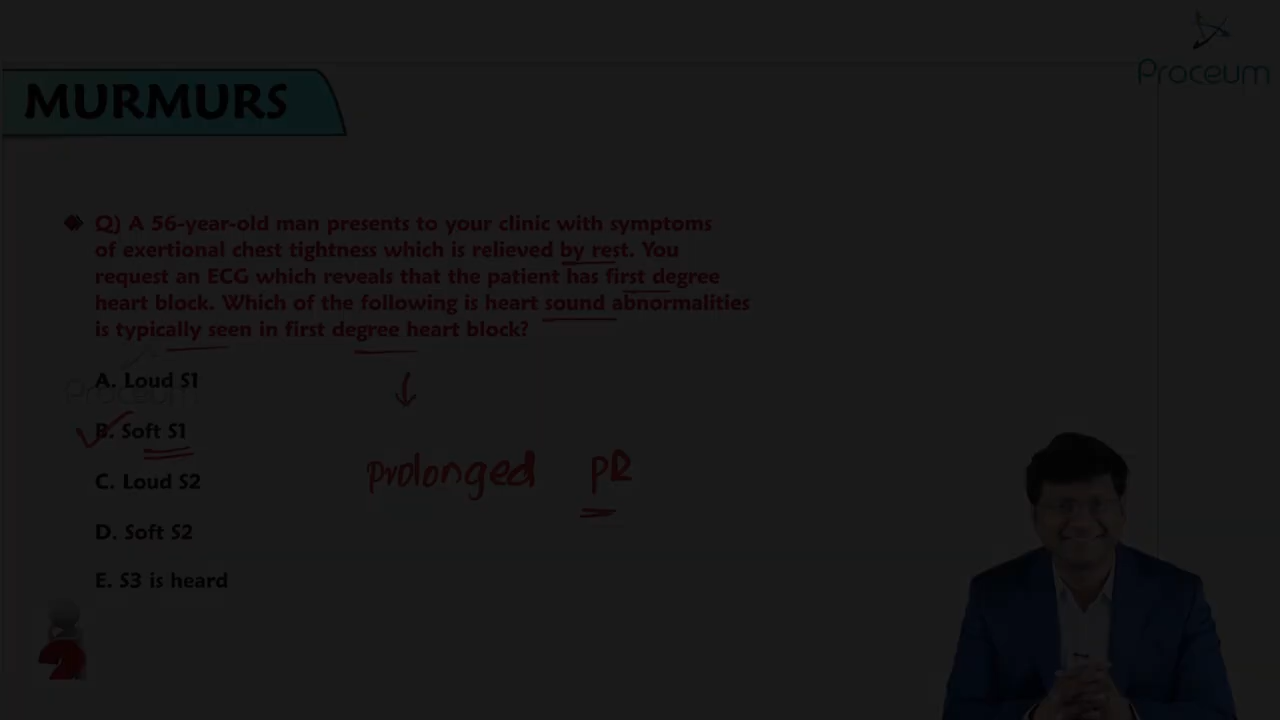 Proceum
MURMURS
Q) A 56-year-old man presents to your clinic with symptoms
of exertional chest tightness which is relieved by rest. You
request an ECG which reveals that the patient has first degree
heart block. Which of the following is heart sound abnormalities
is typically seen in first degree heart block?
A. Loud S1
Proceum
B. Soft S1
C. Loud S2
prolonged PR
D. Soft S2
E. S3 is heard